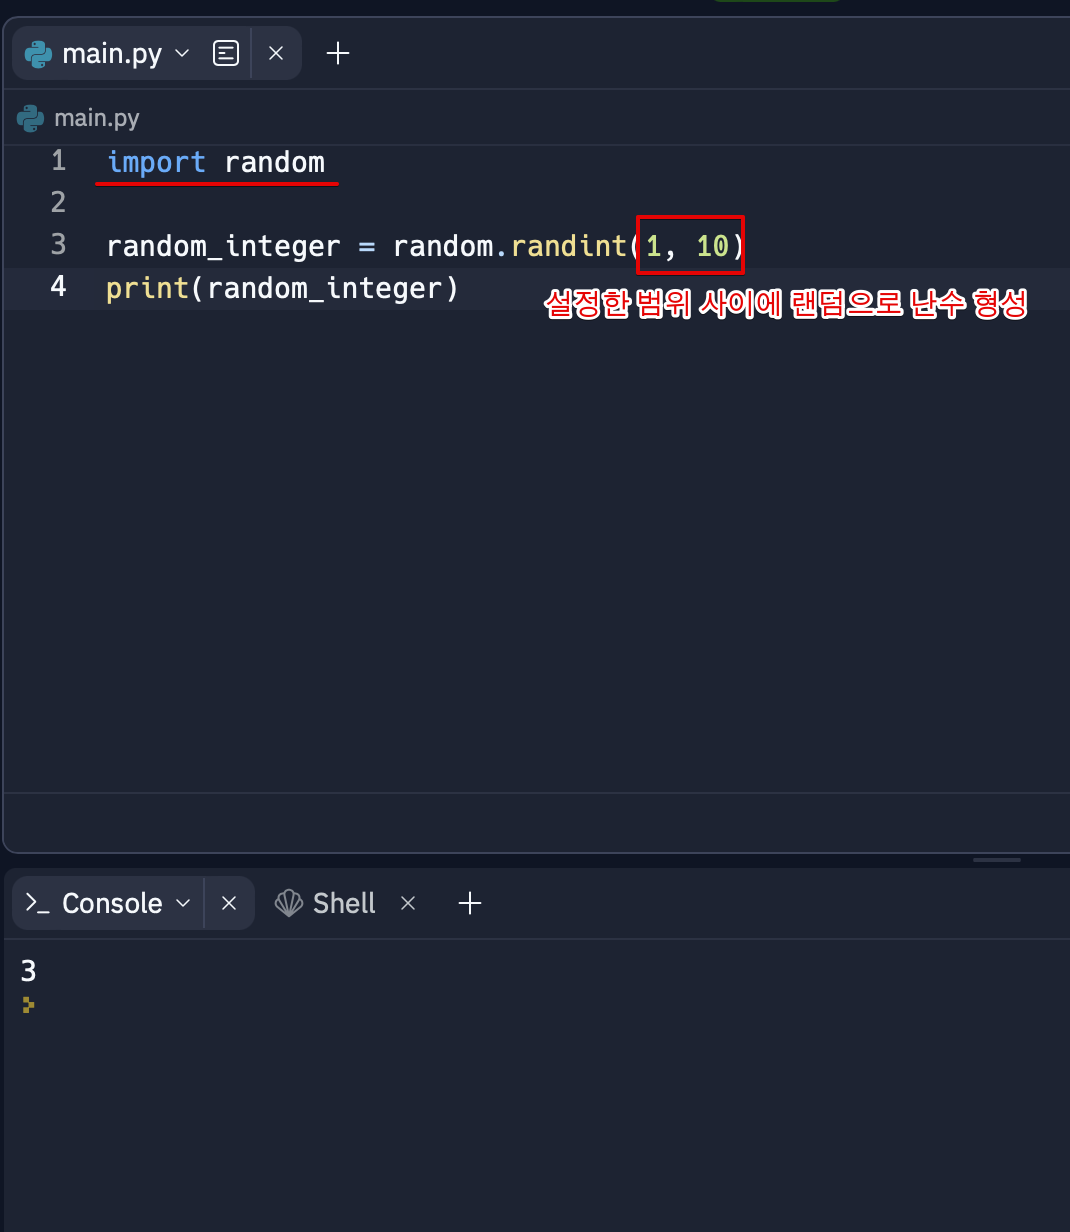 main.py
main.py
1 import random
2
3 random_integer = random.randint(1, 10)
4 print(random_integer)
설정한 범위 사이에 랜덤으로 난수 형성
>_ Console
Shell
3
>